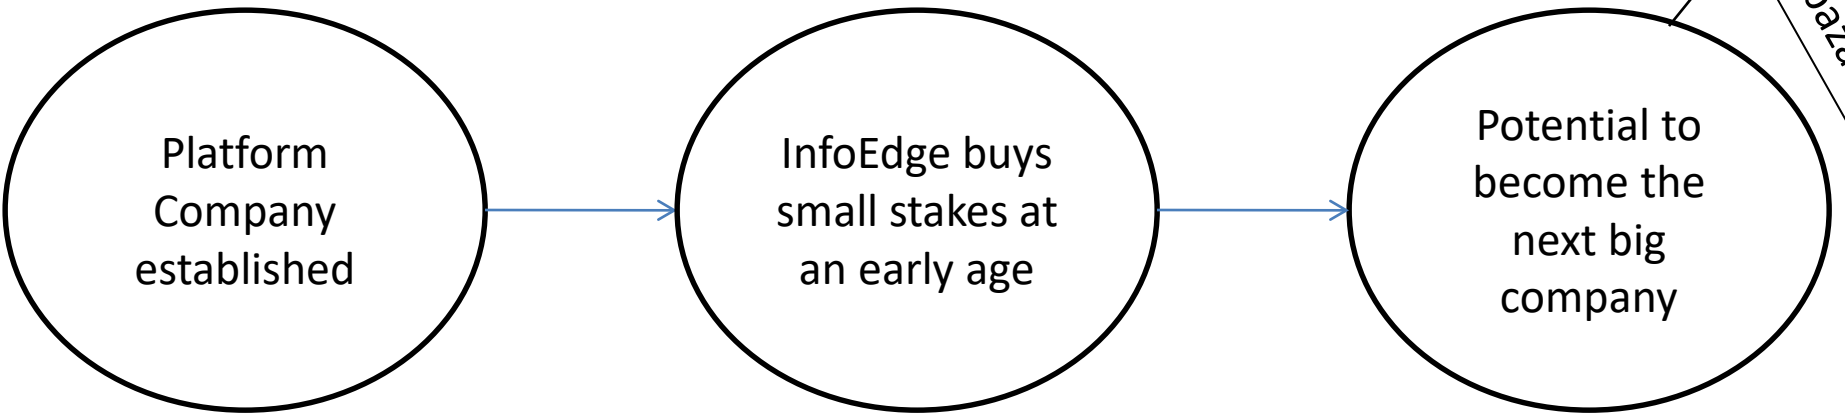 Platform
Company
established
InfoEdge buys
small stakes at
an early age
Potential to
become the
next big
company